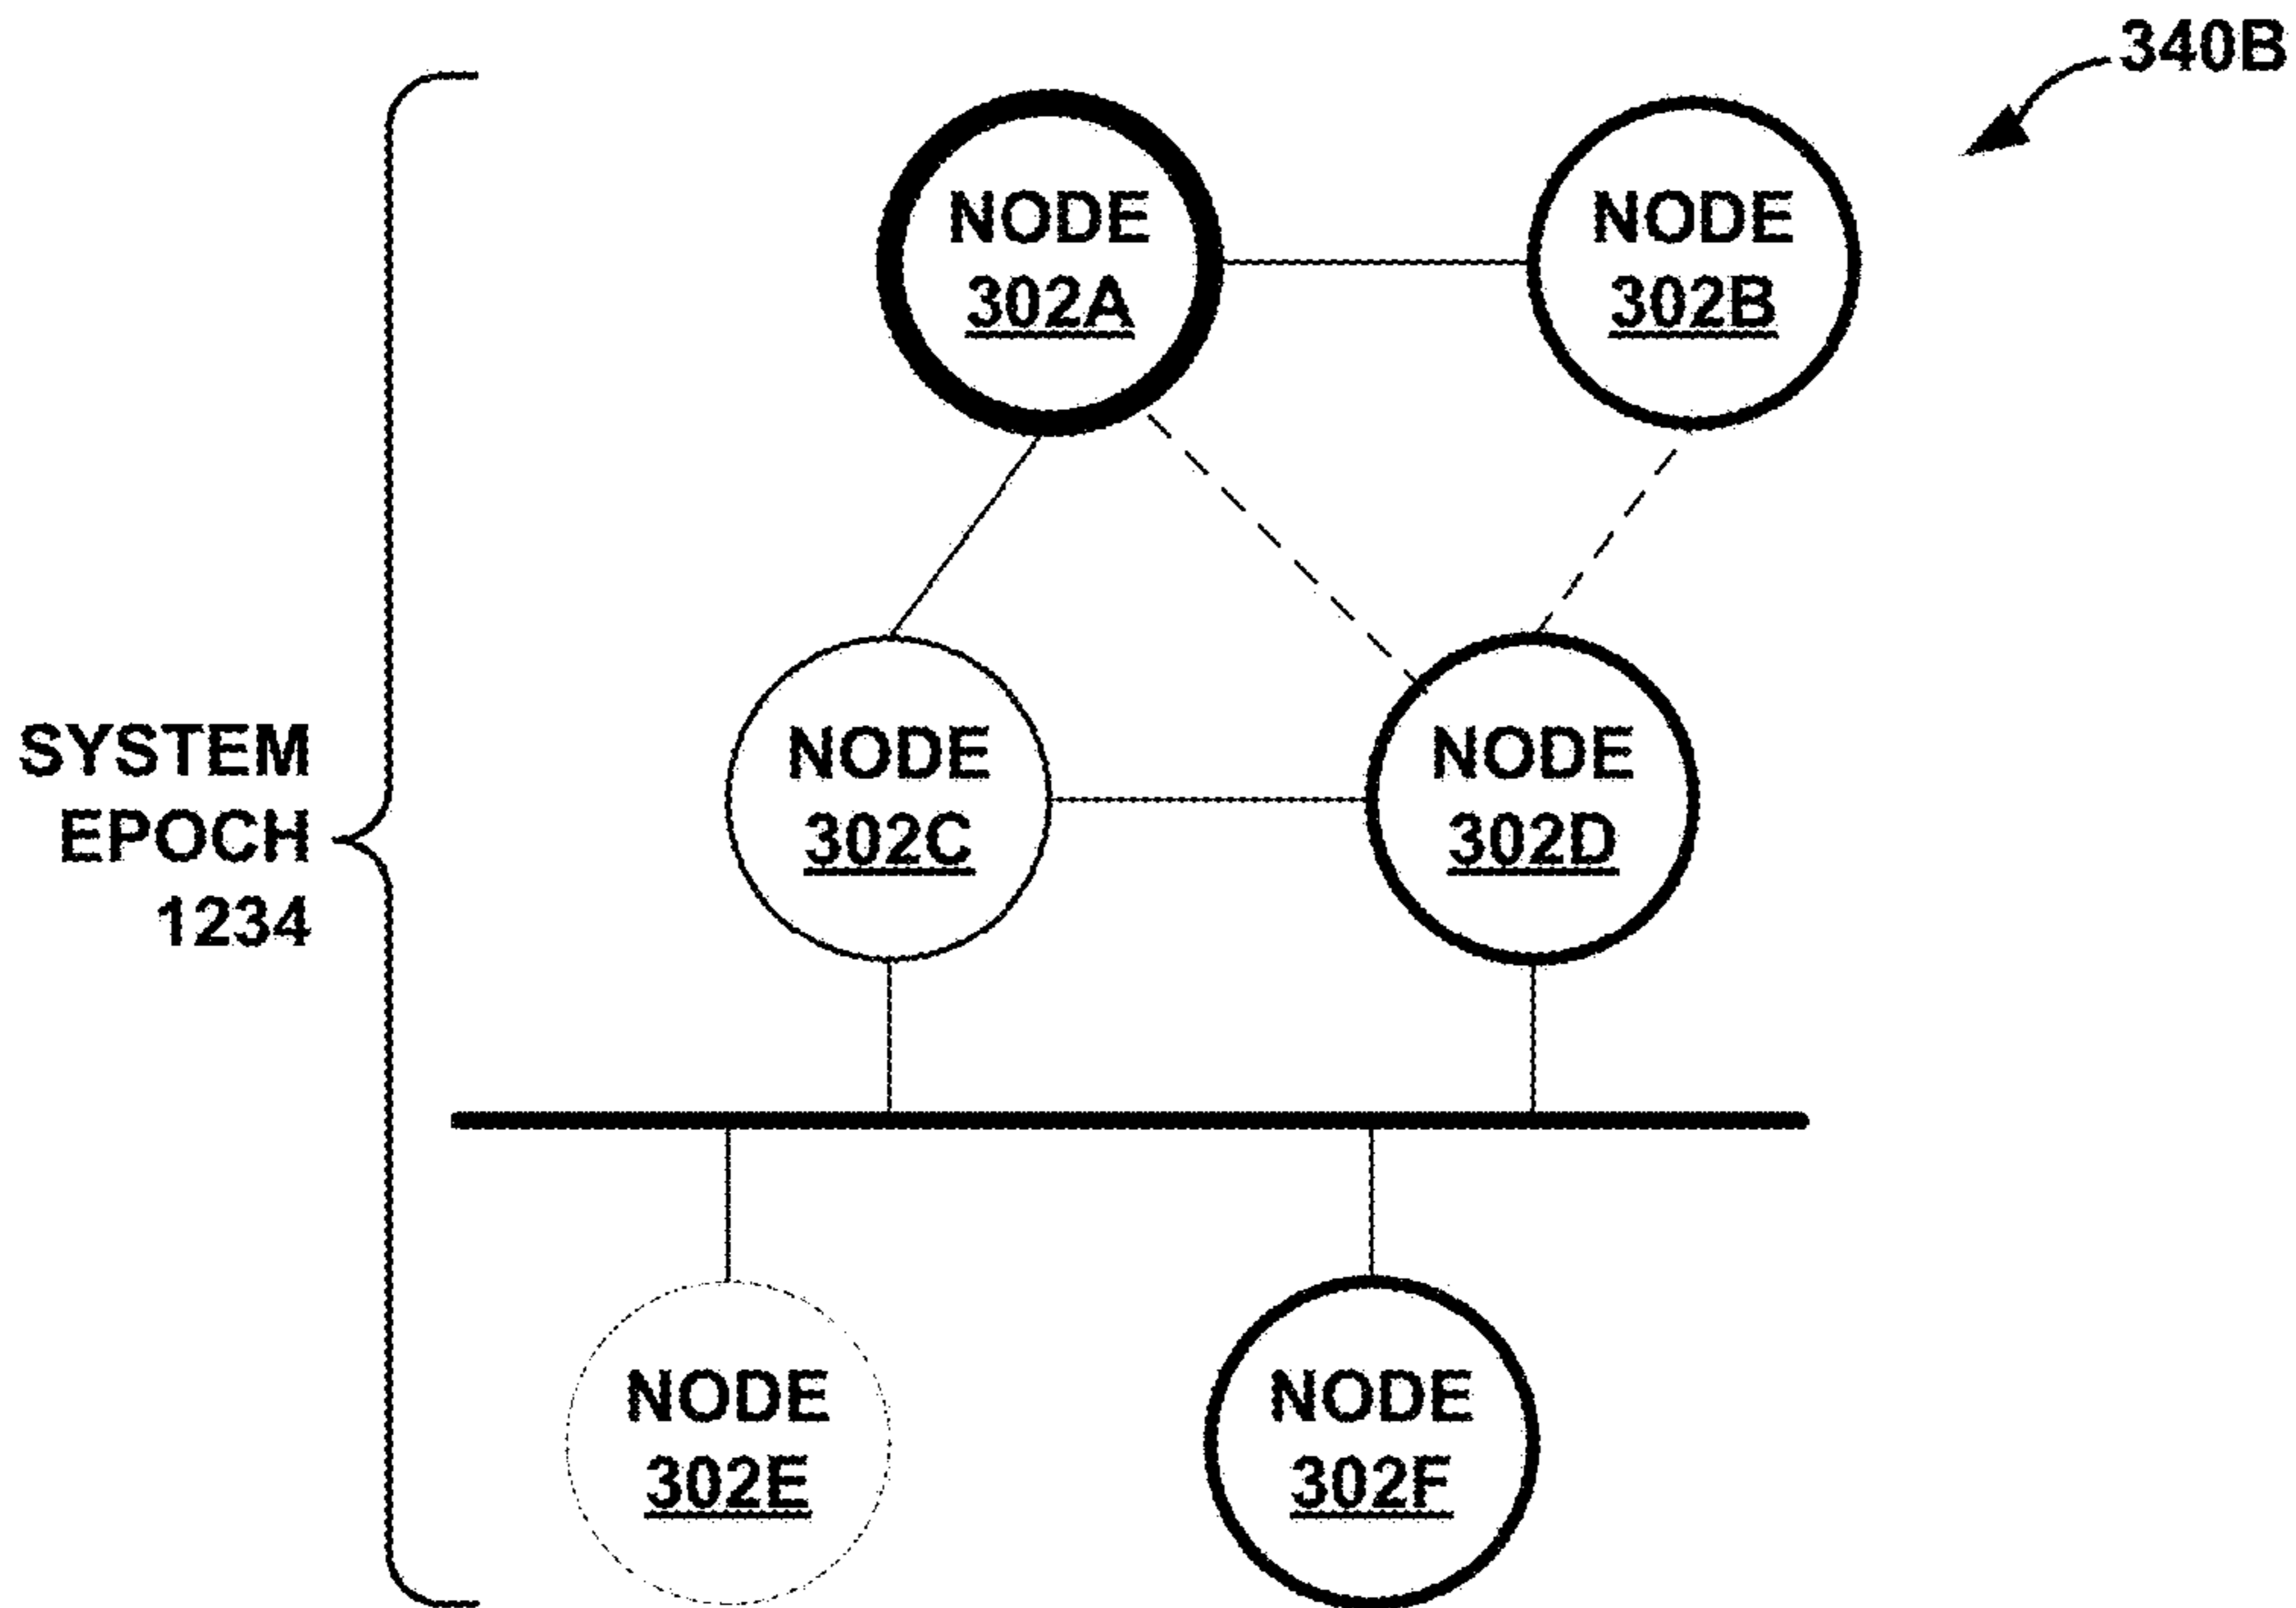 340B
NODE
302A
NODE
302B
SYSTEM
EPOCH
1234
NODE
302C
NODE
302D
NODE
302E
NODE
302F